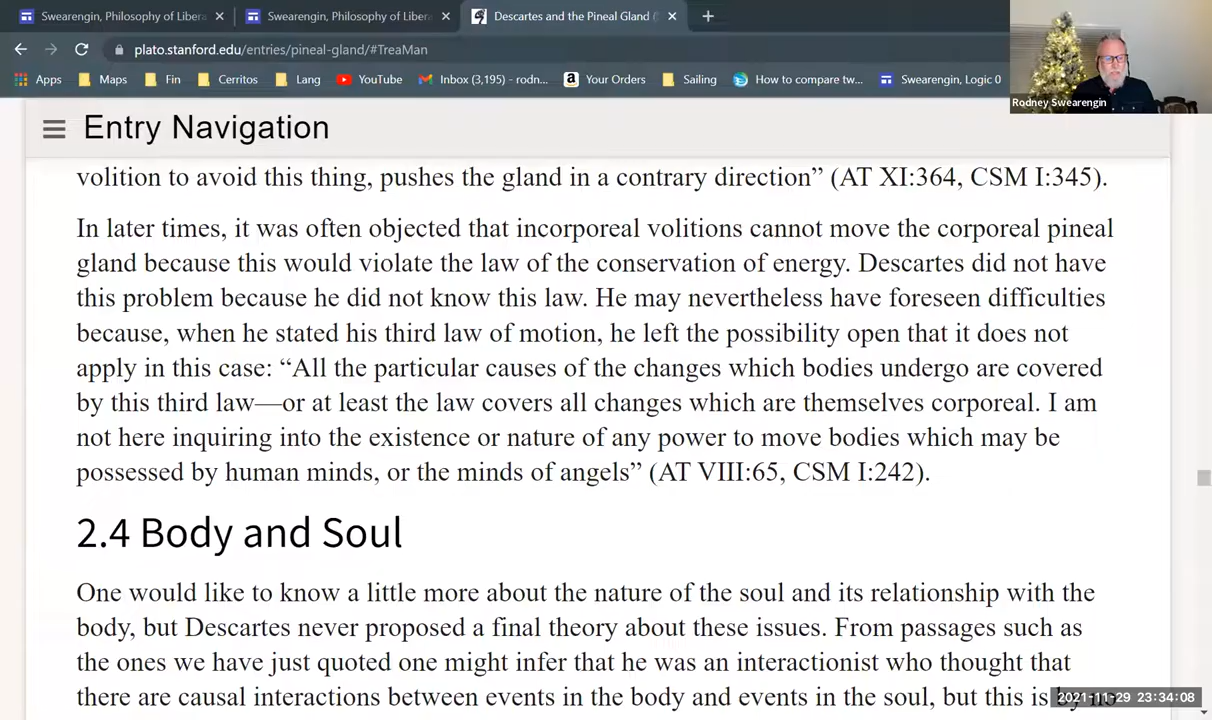 Swearengin, Philosophy of Libera
Swearengin, Philosophy of Libera
Descartes and the Pineal Gland (
plato.stanford.edu/entries/pineal-gland/#TreaMan
Apps Maps Fin Cerritos Lang YouTube Inbox (3,195) - rodn... Your Orders Sailing How to compare tw... Swearengin, Logic 0
Rodney Swearengin
Entry Navigation
volition to avoid this thing, pushes the gland in a contrary direction” (AT XI:364, CSM I:345).
In later times, it was often objected that incorporeal volitions cannot move the corporeal pineal
gland because this would violate the law of the conservation of energy. Descartes did not have
this problem because he did not know this law. He may nevertheless have foreseen difficulties
because, when he stated his third law of motion, he left the possibility open that it does not
apply in this case: “All the particular causes of the changes which bodies undergo are covered
by this third law—or at least the law covers all changes which are themselves corporeal. I am
not here inquiring into the existence or nature of any power to move bodies which may be
possessed by human minds, or the minds of angels” (AT VIII:65, CSM I:242).
2.4 Body and Soul
One would like to know a little more about the nature of the soul and its relationship with the
body, but Descartes never proposed a final theory about these issues. From passages such as
the ones we have just quoted one might infer that he was an interactionist who thought that
there are causal interactions between events in the body and events in the soul, but this is by no
2021-11-29 23:34:08